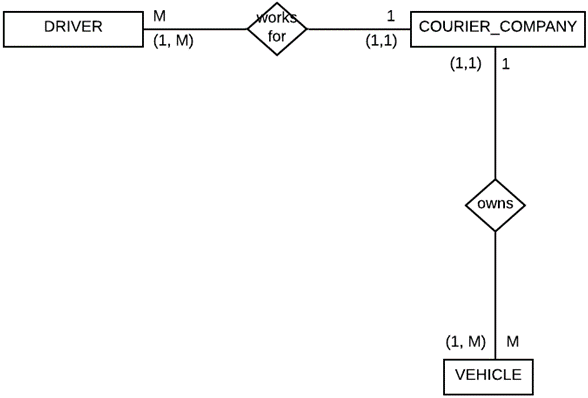 DRIVER
M
(1, M)
works
for
1
(1,1)
COURIER_COMPANY
(1,1)
1
owns
(1, M)
M
VEHICLE